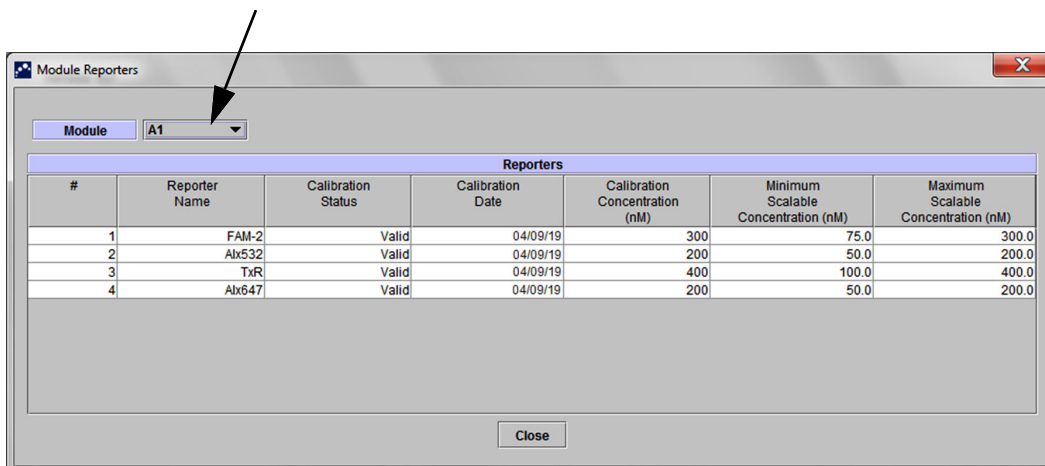 Module Reporters
X
Module A1
Reporters
# Reporter Name Calibration Status Calibration Date Calibration Concentration (nM) Minimum Scalable Concentration (nM) Maximum Scalable Concentration (nM)
1 FAM-2 Valid 04/09/19 300 75.0 300.0
2 Alx532 Valid 04/09/19 200 50.0 200.0
3 TxR Valid 04/09/19 400 100.0 400.0
4 Alx647 Valid 04/09/19 200 50.0 200.0
Close